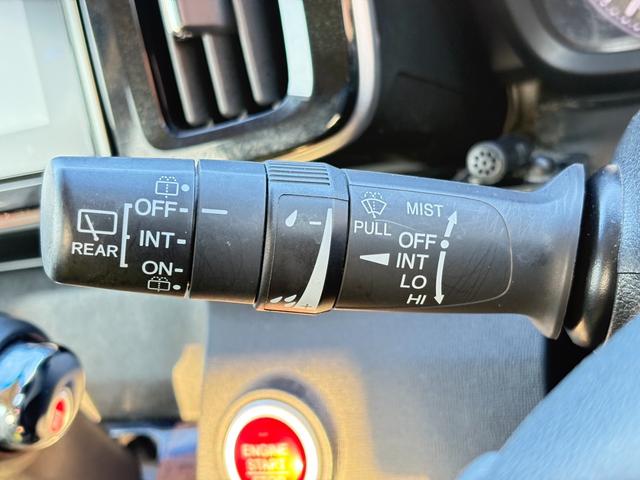 OFF
REAR
INT
ON
PULL
MIST
OFF
INT
LO
HI
ENGINE
START